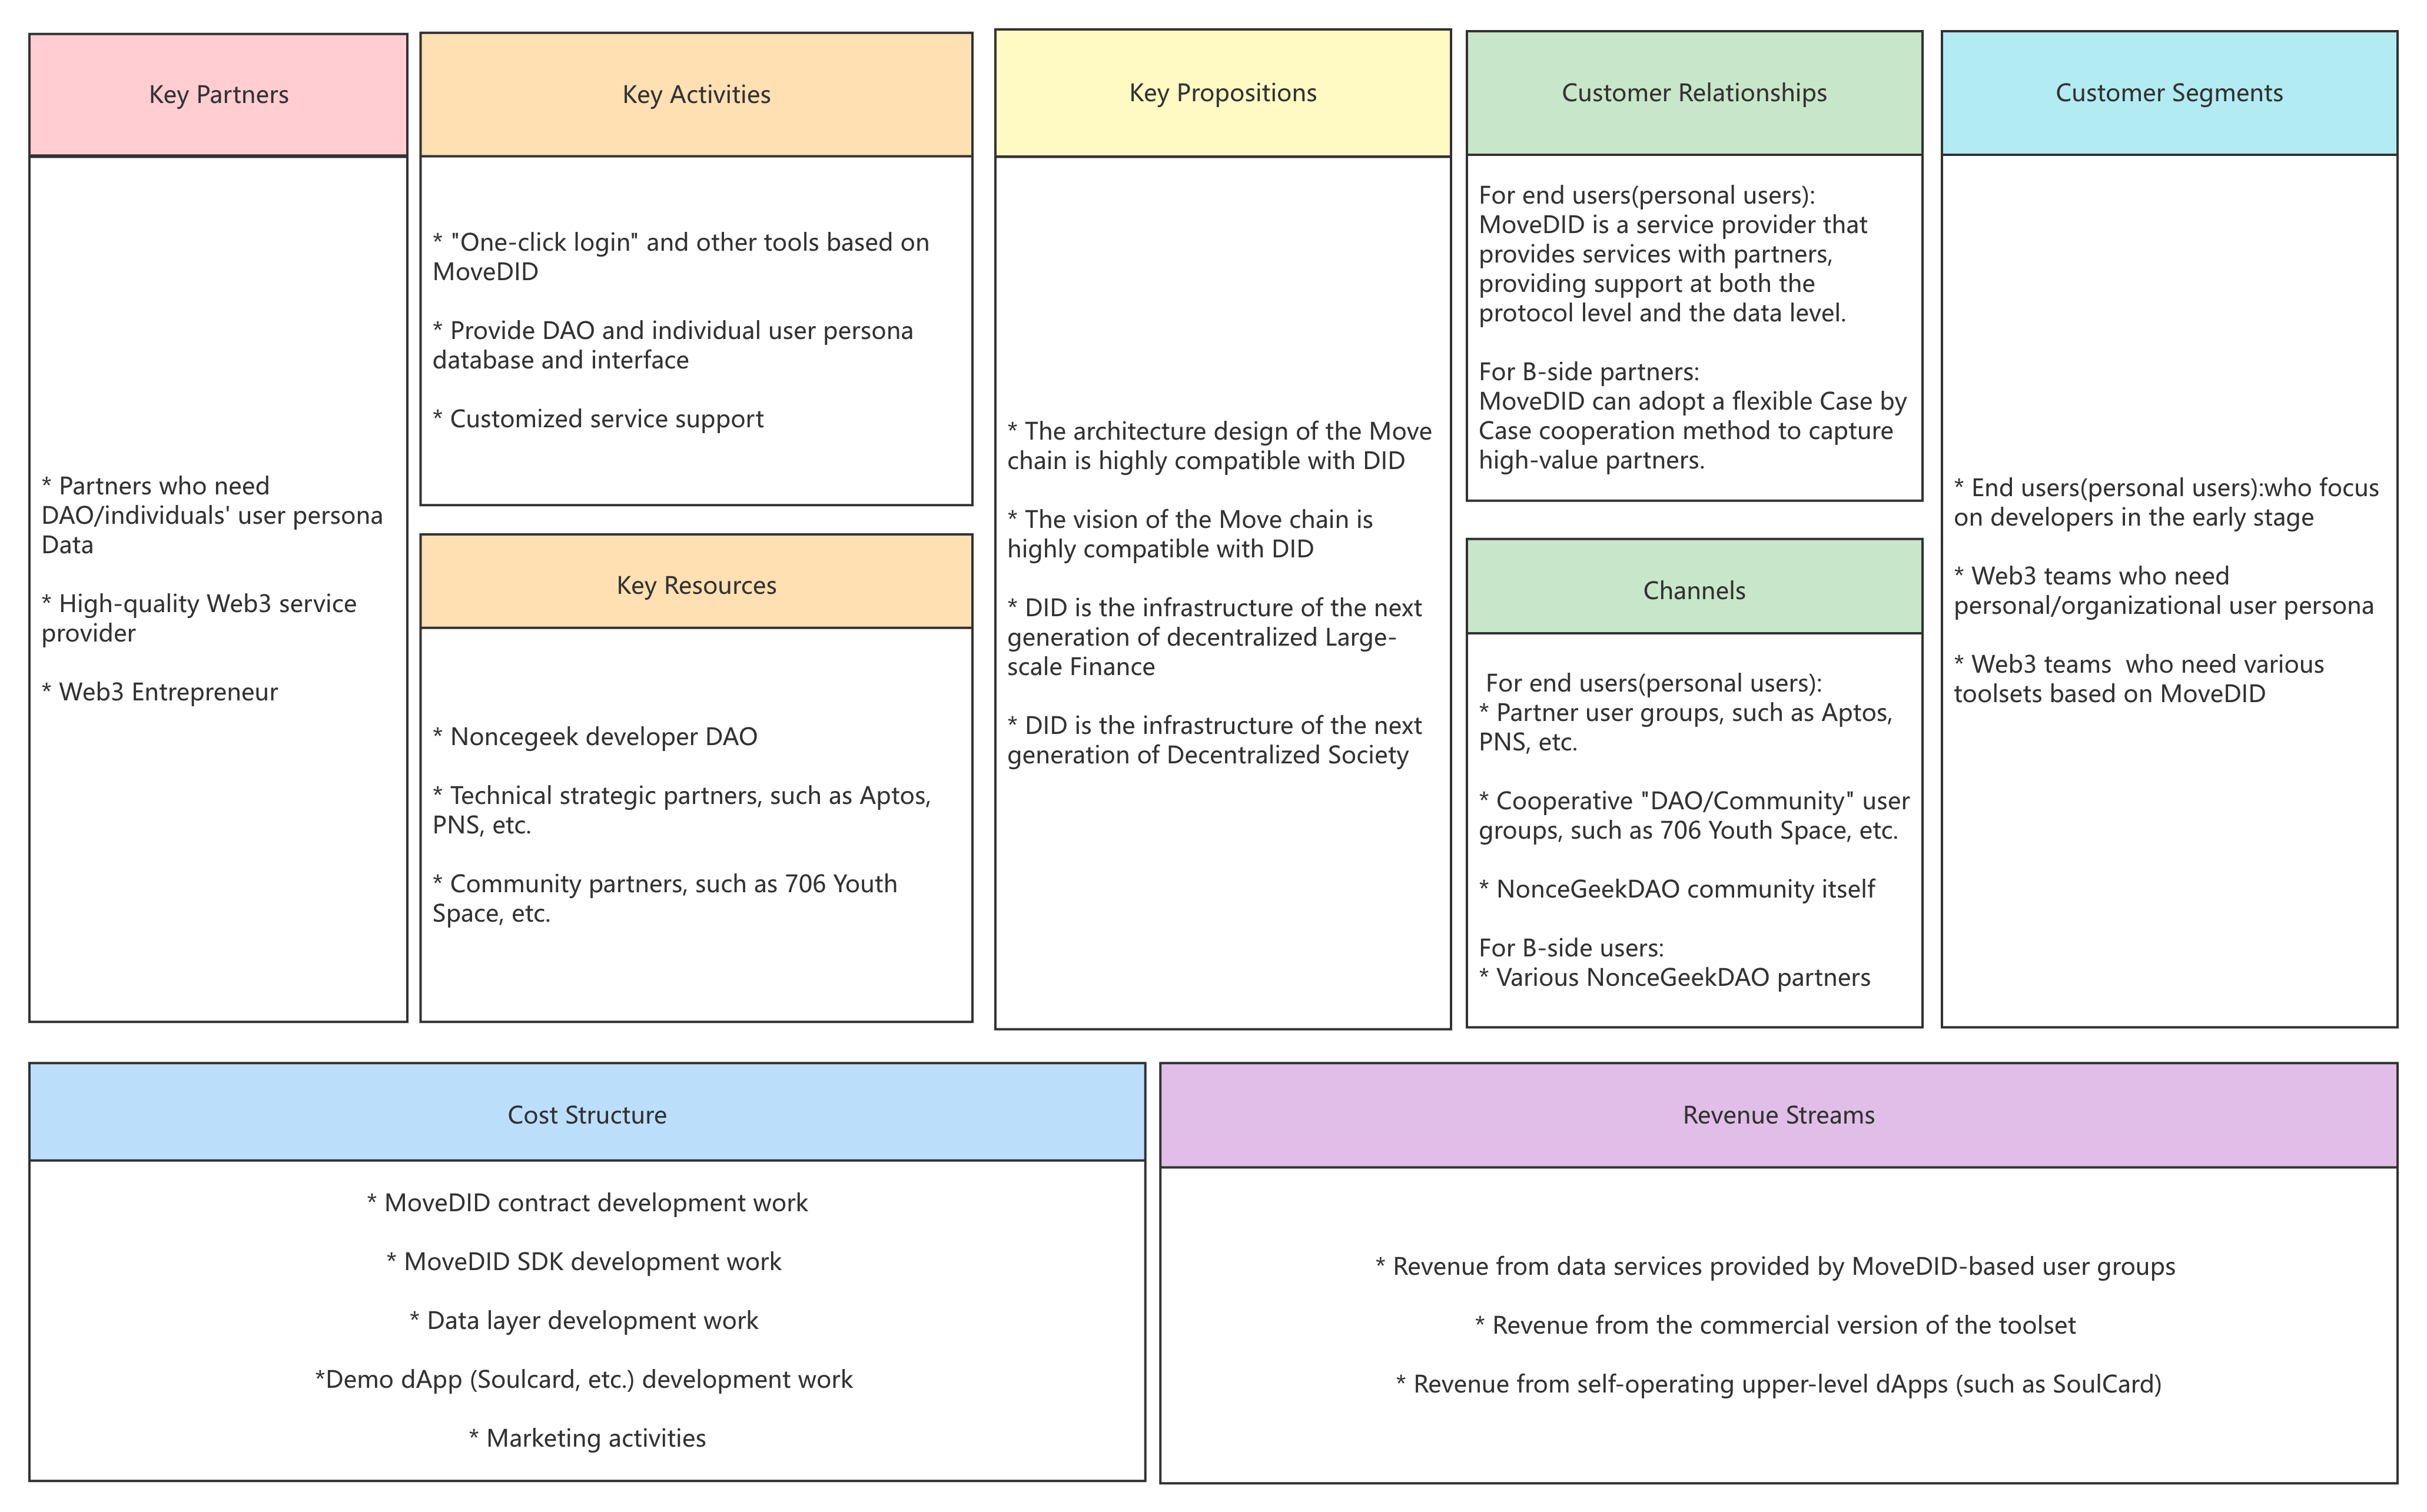 Key Partners
* Partners who need
DAO/individuals' user persona
Data
* High-quality Web3 service
provider
* Web3 Entrepreneur
Key Activities
* "One-click login" and other tools based on
MoveDID
* Provide DAO and individual user persona
database and interface
* Customized service support
Key Resources
* Noncegeek developer DAO
* Technical strategic partners, such as Aptos,
PNS, etc.
* Community partners, such as 706 Youth
Space, etc.
Key Propositions
* The architecture design of the Move
chain is highly compatible with DID
* The vision of the Move chain is
highly compatible with DID
* DID is the infrastructure of the next
generation of decentralized Large-
scale Finance
* DID is the infrastructure of the next
generation of Decentralized Society
Customer Relationships
For end users(personal users):
MoveDID is a service provider that
provides services with partners,
providing support at both the
protocol level and the data level.
For B-side partners:
MoveDID can adopt a flexible Case by
Case cooperation method to capture
high-value partners.
Channels
For end users(personal users):
* Partner user groups, such as Aptos,
PNS, etc.
* Cooperative "DAO/Community" user
groups, such as 706 Youth Space, etc.
* NonceGeekDAO community itself
For B-side users:
* Various NonceGeekDAO partners
Customer Segments
* End users(personal users):who focus
on developers in the early stage
* Web3 teams who need
personal/organizational user persona
* Web3 teams  who need various
toolsets based on MoveDID
Cost Structure
* MoveDID contract development work
* MoveDID SDK development work
* Data layer development work
*Demo dApp (Soulcard, etc.) development work
* Marketing activities
Revenue Streams
* Revenue from data services provided by MoveDID-based user groups
* Revenue from the commercial version of the toolset
* Revenue from self-operating upper-level dApps (such as SoulCard)